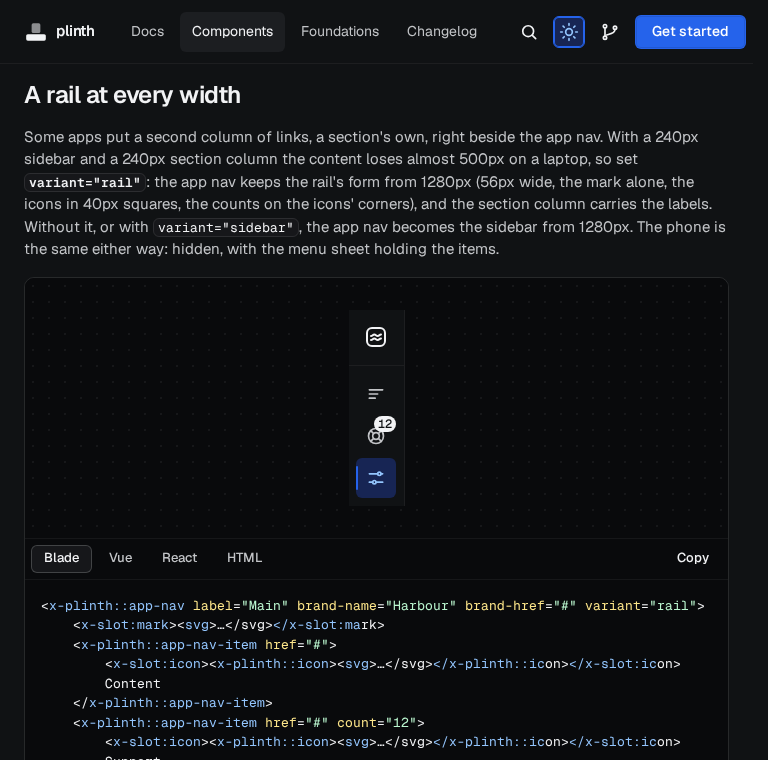 plinth Docs Components Foundations Changelog Get started
A rail at every width
Some apps put a second column of links, a section's own, right beside the app nav. With a 240px
sidebar and a 240px section column the content loses almost 500px on a laptop, so set
variant="rail": the app nav keeps the rail's form from 1280px (56px wide, the mark alone, the
icons in 40px squares, the counts on the icons' corners), and the section column carries the labels.
Without it, or with variant="sidebar", the app nav becomes the sidebar from 1280px. The phone is
the same either way: hidden, with the menu sheet holding the items.
12
Blade Vue React HTML Copy
<x-plinth::app-nav label="Main" brand-name="Harbour" brand-href="#" variant="rail">
<x-slot:mark><svg>…</svg></x-slot:mark>
<x-plinth::app-nav-item href="#">
<x-slot:icon><x-plinth::icon><svg>…</svg></x-plinth::icon></x-slot:icon>
Content
</x-plinth::app-nav-item>
<x-plinth::app-nav-item href="#" count="12">
<x-slot:icon><x-plinth::icon><svg>…</svg></x-plinth::icon></x-slot:icon>
Support